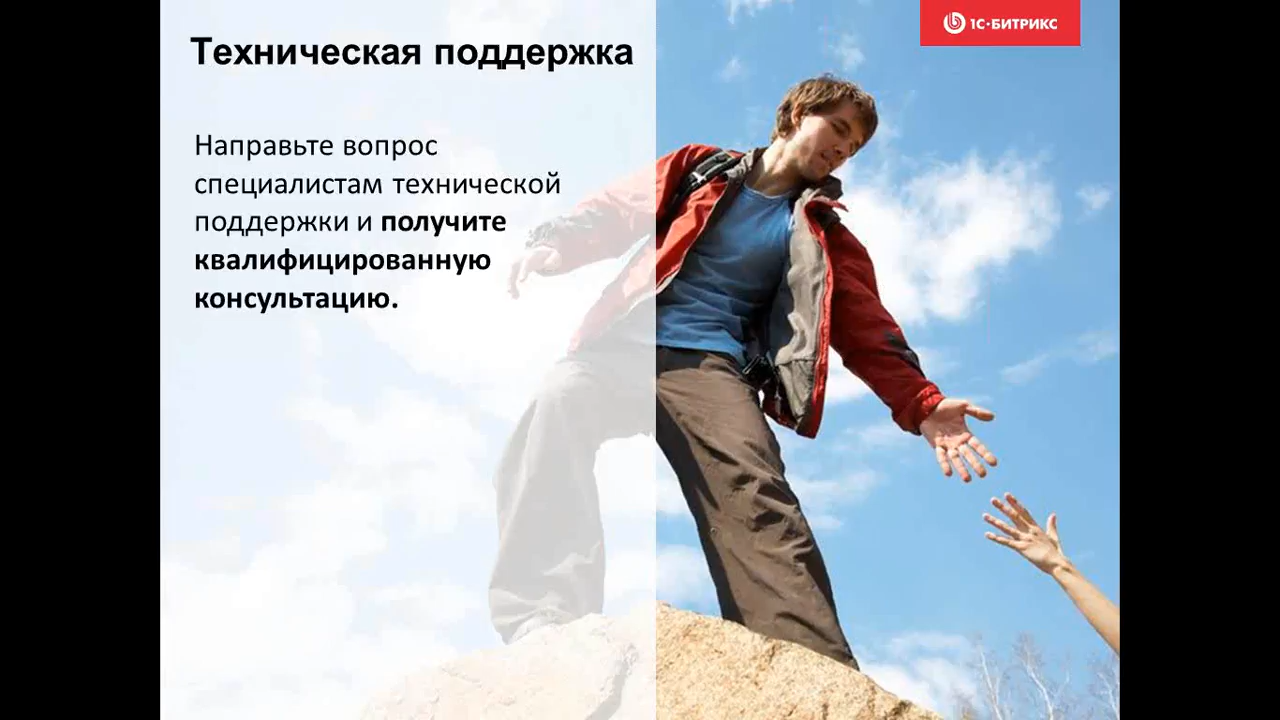 Техническая поддержка
1С·БИТРИКС
Направьте вопрос
специалистам технической
поддержки и получите
квалифицированную
консультацию.